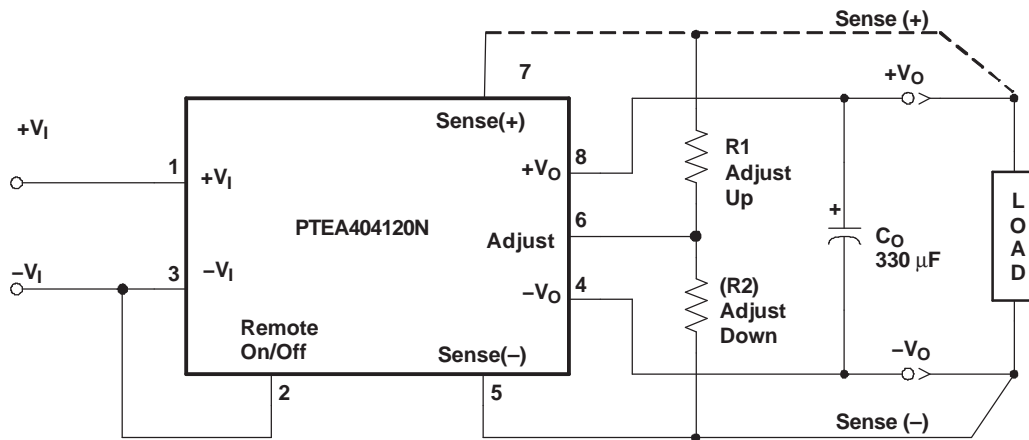 Sense (+)
7
+VO
+VI
Sense(+)
8
R1
Adjust
Up
1
+VO
+VI
L
O
A
D
PTEA404120N
6
Adjust
+
CO
330 μF
–VI
3
–VI
4
–VO
(R2)
Adjust
Down
Remote
On/Off
Sense(–)
–VO
2
5
Sense (–)